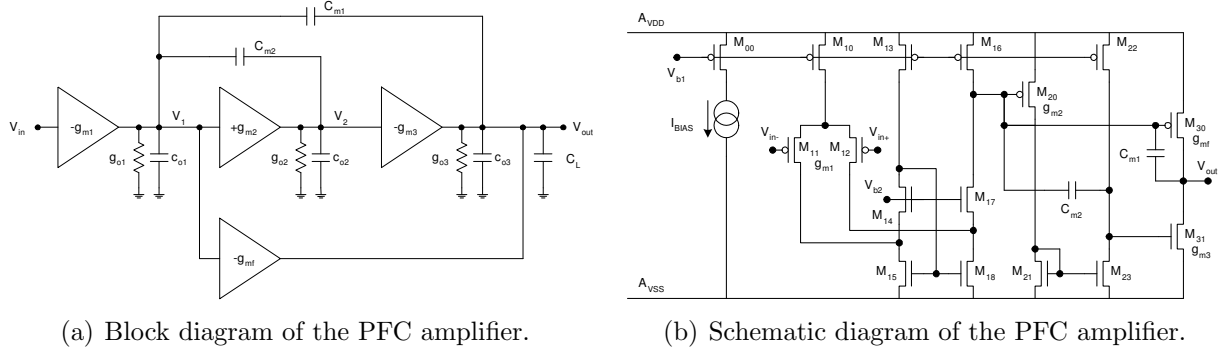 C_m1
C_m2
V_in
-g_m1
V_1
+g_m2
V_2
-g_m3
V_out
g_o1
c_o1
g_o2
c_o2
g_o3
c_o3
C_L
-g_mf
(a) Block diagram of the PFC amplifier.
A_VDD
M_00
M_10
M_13
M_16
M_22
V_b1
M_20
g_m2
I_BIAS
M_30
g_mf
V_in-
V_in+
M_11
M_12
g_m1
C_m1
V_out
V_b2
M_14
M_17
C_m2
M_31
g_m3
M_15
M_18
M_21
M_23
A_VSS
(b) Schematic diagram of the PFC amplifier.